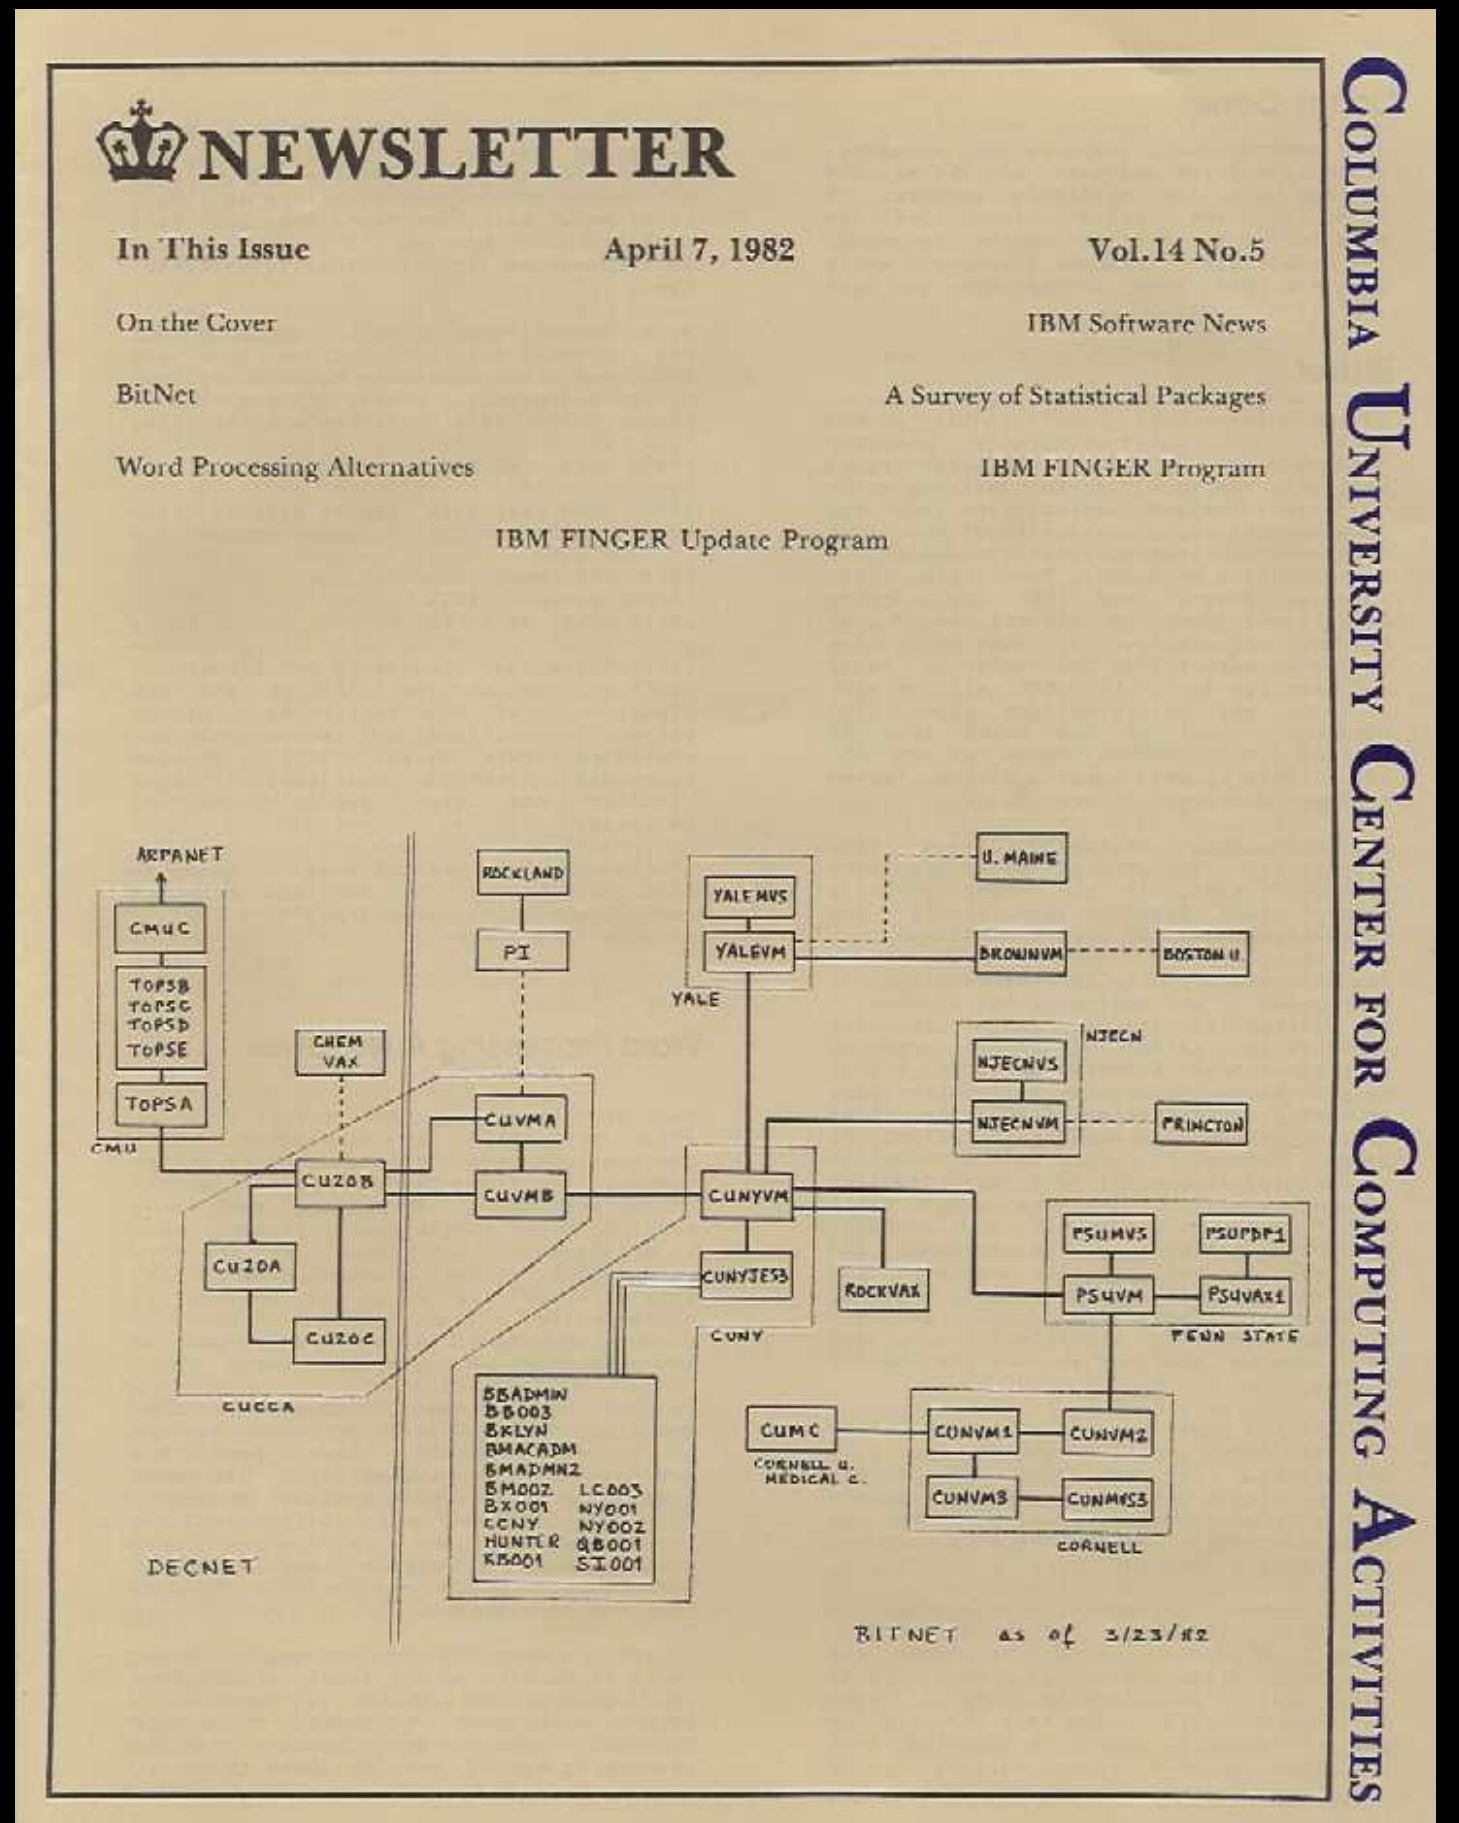 NEWSLETTER
In This Issue April 7, 1982 Vol.14 No.5
On the Cover IBM Software News
BitNet A Survey of Statistical Packages
Word Processing Alternatives IBM FINGER Program
IBM FINGER Update Program
COLUMBIA UNIVERSITY CENTER FOR COMPUTING ACTIVITIES
ARPANET
CMUC
TOPSB
TOPSC
TOPSD
TOPSE
TOPSA
CMU
CHEM
VAX
CU20B
CU20A
CU20C
CUCCA
DECNET
ROCKLAND
PI
CUVMA
CUVMB
YALEMVS
YALEVM
YALE
U. MAINE
BROWNVM
BOSTON U.
NJECN
NJECNVS
NJECNVM
PRINCTON
CUNYVM
CUNYJES3
CUNY
ROCKVAX
PSUMVS
PSUPDP1
PSUVM
PSUVAX1
PENN STATE
BBADMIN
BB003
BKLYN
BMACADM
BMADMN2
BM002 LC003
BX001 NY001
CCNY NY002
HUNTER QB001
KB001 SI001
CUMC
CORNELL U.
MEDICAL C.
CUNVM1
CUNVM2
CUNVM3
CUNMVS3
CORNELL
BITNET as of 3/23/82